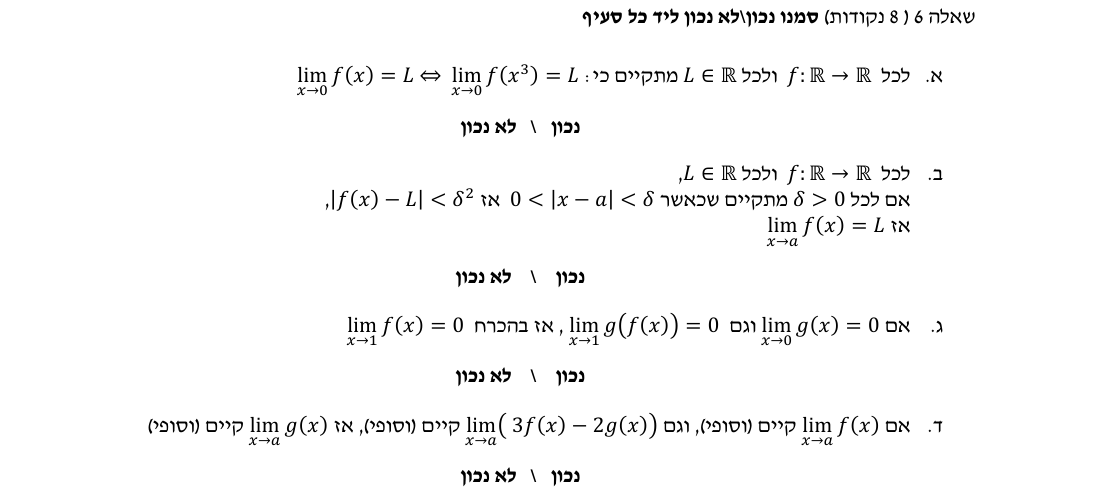 שאלה 6 ( 8 נקודות) סמנו נכון\לא נכון ליד כל סעיף
א. לכל f: ℝ → ℝ ולכל L ∈ ℝ מתקיים כי: lim_{x→0} f(x) = L ⇔ lim_{x→0} f(x³) = L
נכון \ לא נכון
ב. לכל f: ℝ → ℝ ולכל L ∈ ℝ,
אם לכל δ > 0 מתקיים שכאשר 0 < |x − a| < δ אז |f(x) − L| < δ²,
אז lim_{x→a} f(x) = L
נכון \ לא נכון
ג. אם lim_{x→0} g(x) = 0 וגם lim_{x→1} g(f(x)) = 0 , אז בהכרח lim_{x→1} f(x) = 0
נכון \ לא נכון
ד. אם lim_{x→a} f(x) קיים (וסופי), וגם lim_{x→a} ( 3f(x) − 2g(x)) קיים (וסופי), אז lim_{x→a} g(x) קיים (וסופי)
נכון \ לא נכון